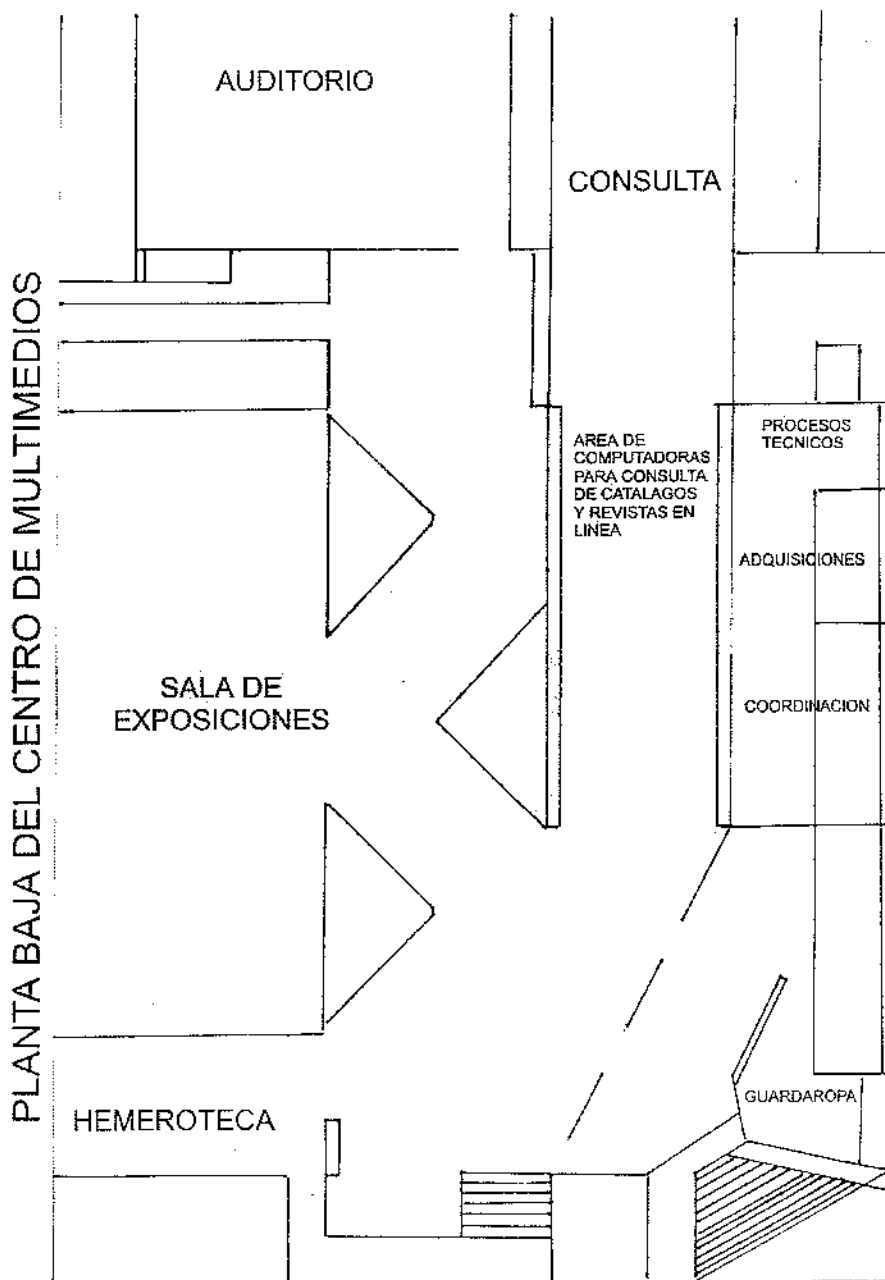 PLANTA BAJA DEL CENTRO DE MULTIMEDIOS
AUDITORIO
CONSULTA
AREA DE
COMPUTADORAS
PARA CONSULTA
DE CATALAGOS
Y REVISTAS EN
LINEA
PROCESOS
TECNICOS
ADQUISICIONES
SALA DE
EXPOSICIONES
COORDINACION
GUARDAROPA
HEMEROTECA